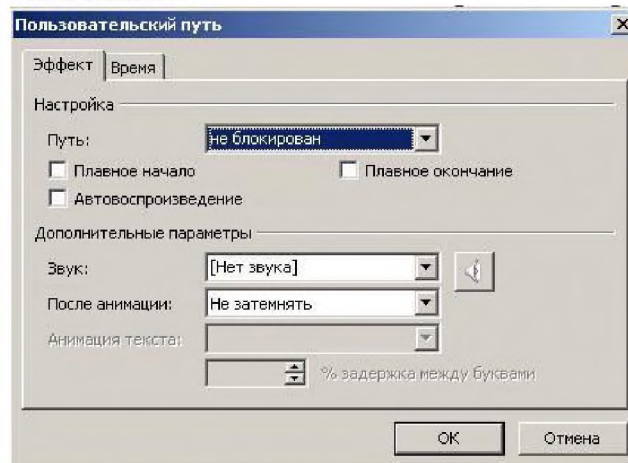 Пользовательский путь
Эффект Время
Настройка
Путь: не блокирован
Плавное начало Плавное окончание
Автовоспроизведение
Дополнительные параметры
Звук: [Нет звука]
После анимации: Не затемнять
Анимация текста:
% задержка между буквами
ОК Отмена